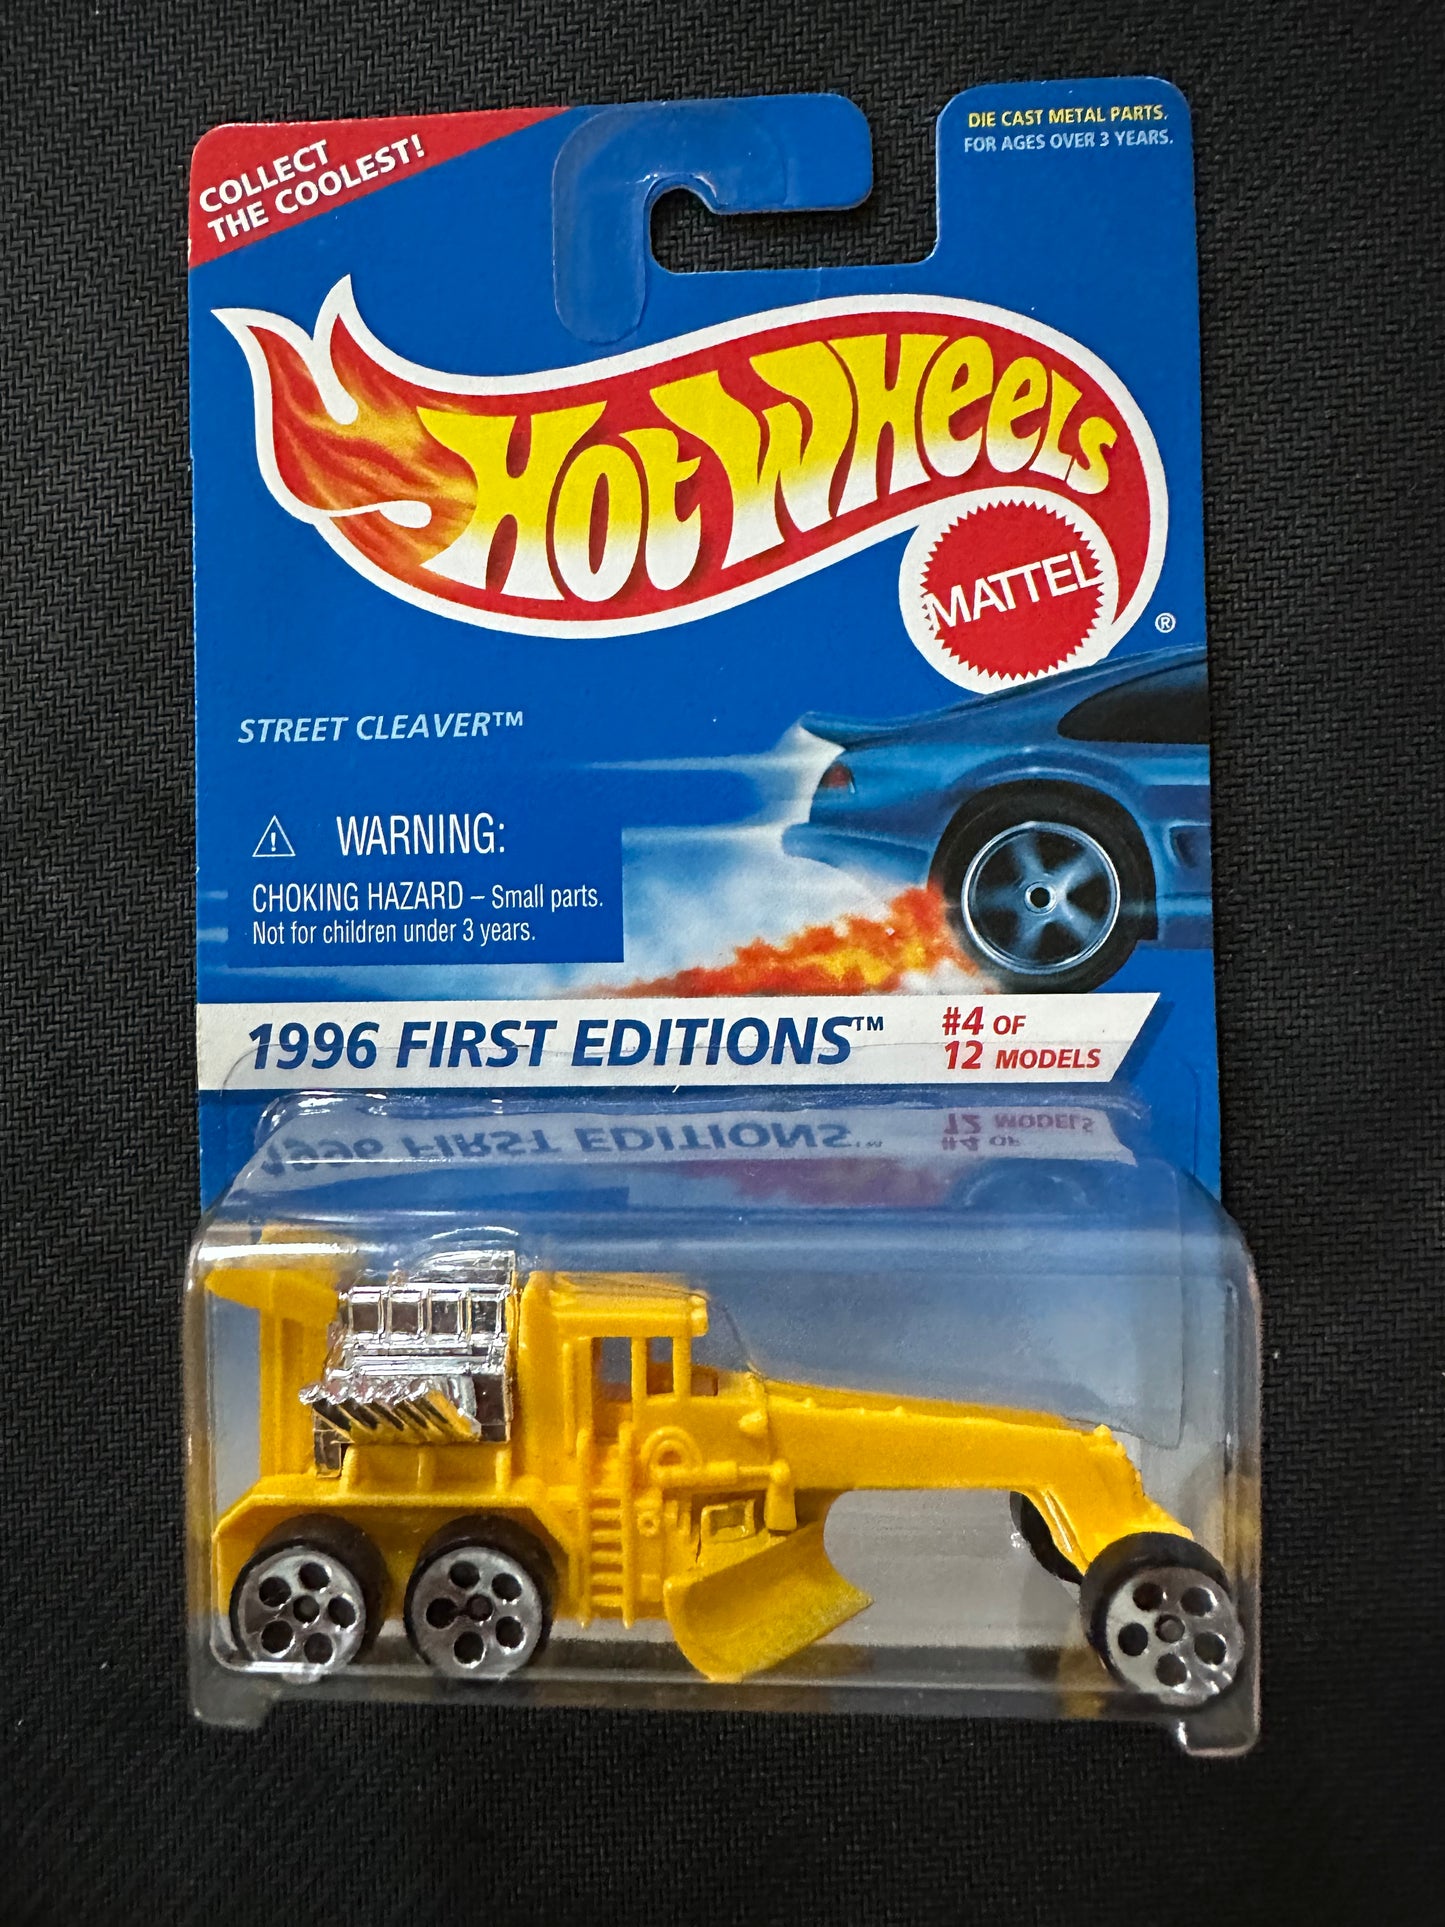 COLLECT
THE COOLEST!
DIE CAST METAL PARTS.
FOR AGES OVER 3 YEARS.
HOT WHEELS
MATTEL
®
STREET CLEAVER™
WARNING:
CHOKING HAZARD – Small parts.
Not for children under 3 years.
1996 FIRST EDITIONS™
#4 OF
12 MODELS